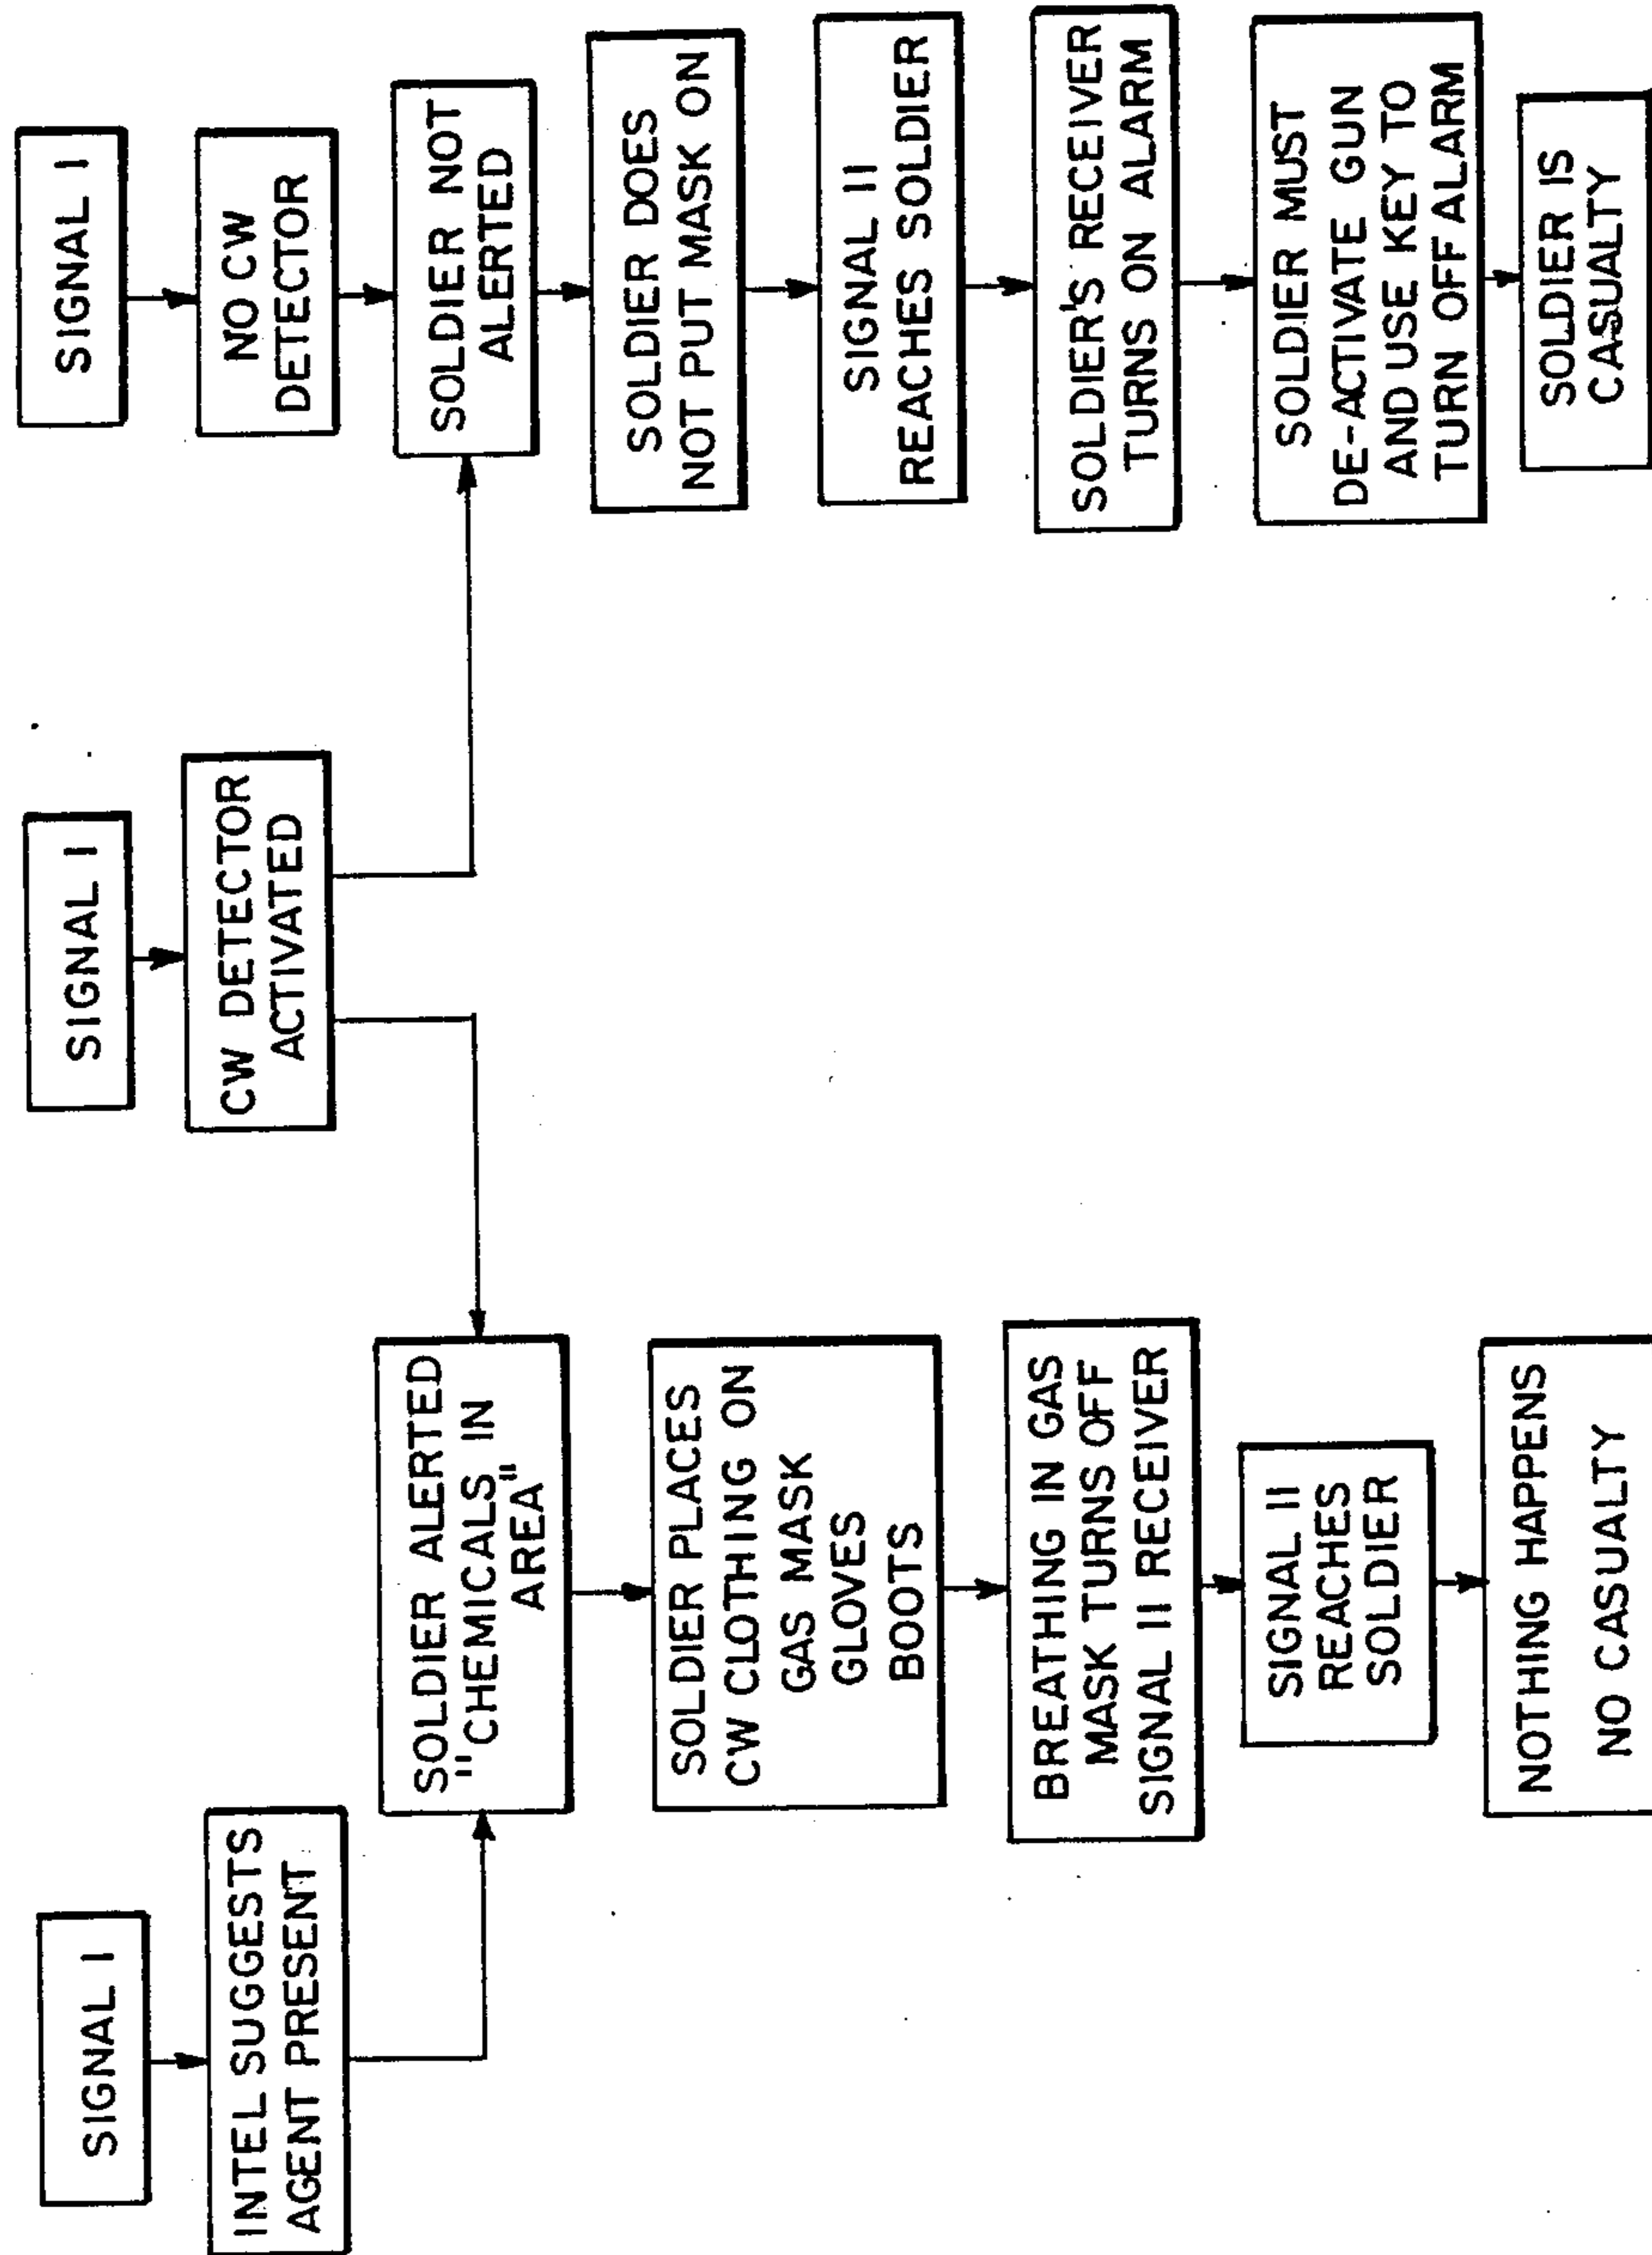 SIGNAL I
INTEL SUGGESTS
AGENT PRESENT
SIGNAL I
CW DETECTOR
ACTIVATED
SIGNAL I
NO CW
DETECTOR
SOLDIER ALERTED
"CHEMICALS IN
AREA"
SOLDIER PLACES
CW CLOTHING ON
GAS MASK
GLOVES
BOOTS
BREATHING IN GAS
MASK TURNS OFF
SIGNAL II RECEIVER
SIGNAL II
REACHES
SOLDIER
NOTHING HAPPENS
NO CASUALTY
SOLDIER NOT
ALERTED
SOLDIER DOES
NOT PUT MASK ON
SIGNAL II
REACHES SOLDIER
SOLDIER'S RECEIVER
TURNS ON ALARM
SOLDIER MUST
DE-ACTIVATE GUN
AND USE KEY TO
TURN OFF ALARM
SOLDIER IS
CASUALTY